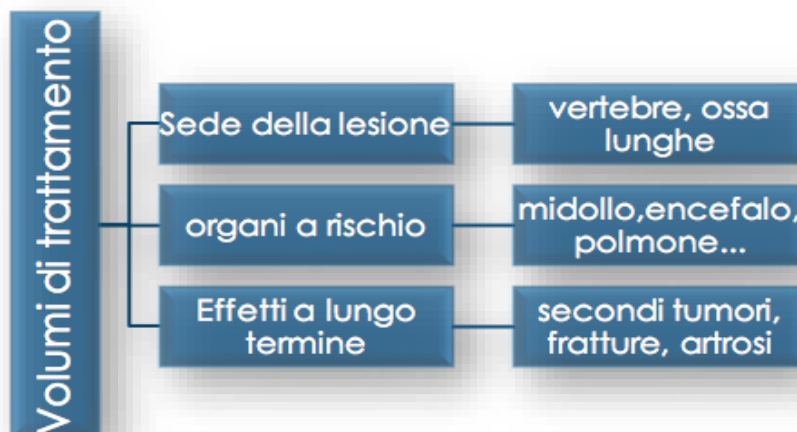 Volumi di trattamento
Sede della lesione
vertebre, ossa
lunghe
organi a rischio
midollo,encefalo,
polmone...
Effetti a lungo
termine
secondi tumori,
fratture, artrosi